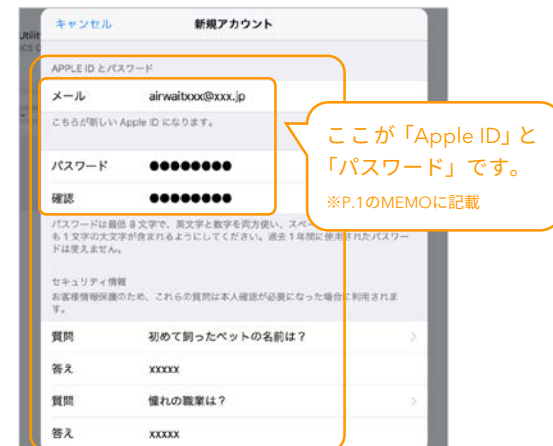 キャンセル 新規アカウント
APPLE ID とパスワード
メール airwaitxxx@xxx.jp
こちらが新しい Apple ID になります。
ここが「Apple ID」と
「パスワード」です。
※P.1のMEMOに記載
パスワード ●●●●●●●●
確認 ●●●●●●●●
パスワードは最低 8 文字で、英文字と数字を両方使い、スペー
も 1 文字の大文字が含まれるようにしてください。過去 1 年間に使用されたパスワー
ドは使えません。
セキュリティ情報
お客様情報保護のため、これらの質問は本人確認が必要になった場合に利用されま
す。
質問 初めて飼ったペットの名前は？
答え xxxxx
質問 憧れの職業は？
答え xxxxx